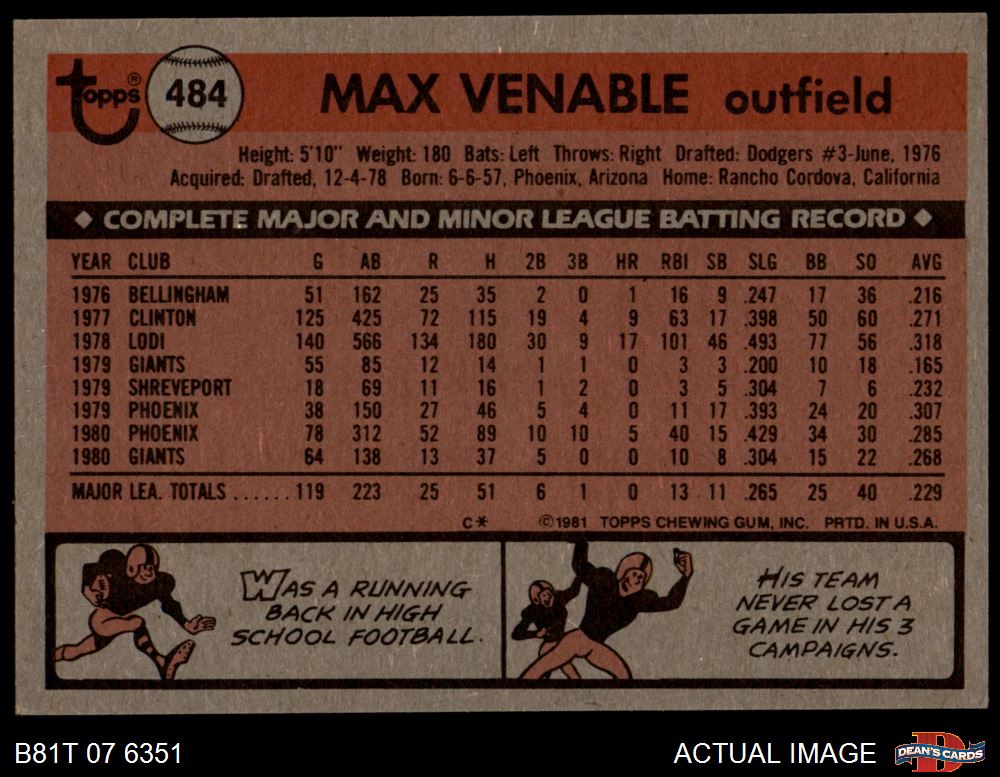 Topps® 484 MAX VENABLE outfield
Height: 5'10" Weight: 180 Bats: Left Throws: Right Drafted: Dodgers #3-June, 1976
Acquired: Drafted, 12-4-78 Born: 6-6-57, Phoenix, Arizona Home: Rancho Cordova, California
◆ COMPLETE MAJOR AND MINOR LEAGUE BATTING RECORD ◆
YEAR CLUB G AB R H 2B 3B HR RBI SB SLG BB SO AVG
1976 BELLINGHAM 51 162 25 35 2 0 1 16 9 .247 17 36 .216
1977 CLINTON 125 425 72 115 19 4 9 63 17 .398 50 60 .271
1978 LODI 140 566 134 180 30 9 17 101 46 .493 77 56 .318
1979 GIANTS 55 85 12 14 1 1 0 3 3 .200 10 18 .165
1979 SHREVEPORT 18 69 11 16 1 2 0 3 5 .304 7 6 .232
1979 PHOENIX 38 150 27 46 5 4 0 11 17 .393 24 20 .307
1980 PHOENIX 78 312 52 89 10 10 5 40 15 .429 34 30 .285
1980 GIANTS 64 138 13 37 5 0 0 10 8 .304 15 22 .268
MAJOR LEA. TOTALS ...... 119 223 25 51 6 1 0 13 11 .265 25 40 .229
C* ©1981 TOPPS CHEWING GUM, INC. PRTD. IN U.S.A.
WAS A RUNNING
BACK IN HIGH
SCHOOL FOOTBALL.
HIS TEAM
NEVER LOST A
GAME IN HIS 3
CAMPAIGNS.
B81T 07 6351 ACTUAL IMAGE DEAN'S CARDS